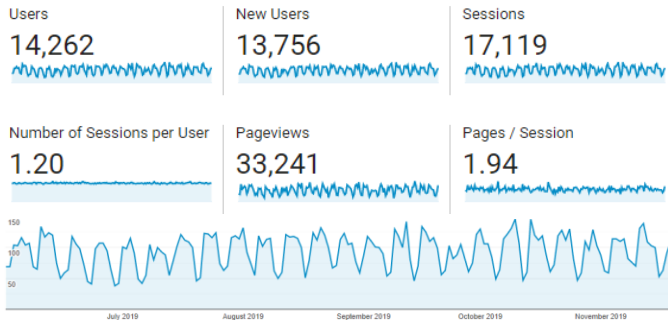 Users New Users Sessions
14,262 13,756 17,119
Number of Sessions per User Pageviews Pages / Session
1.20 33,241 1.94
150
100
50
July 2019 August 2019 September 2019 October 2019 November 2019